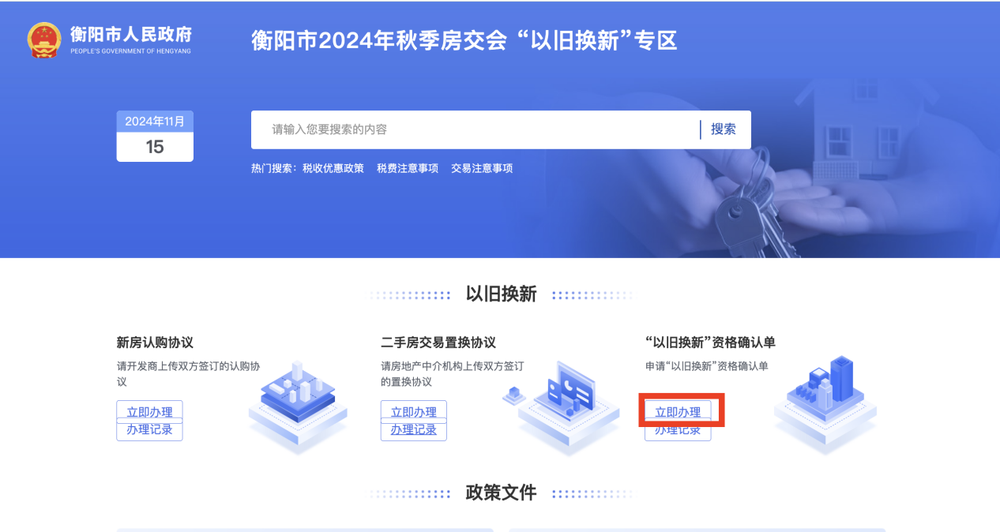 衡阳市人民政府
PEOPLE'S GOVERNMENT OF HENGYANG
衡阳市2024年秋季房交会 “以旧换新”专区
2024年11月
15
请输入您要搜索的内容
搜索
热门搜索：税收优惠政策 税费注意事项 交易注意事项
以旧换新
新房认购协议
请开发商上传双方签订的认购协
议
立即办理
办理记录
二手房交易置换协议
请房地产中介机构上传双方签订
的置换协议
立即办理
办理记录
“以旧换新”资格确认单
申请“以旧换新”资格确认单
立即办理
办理记录
政策文件